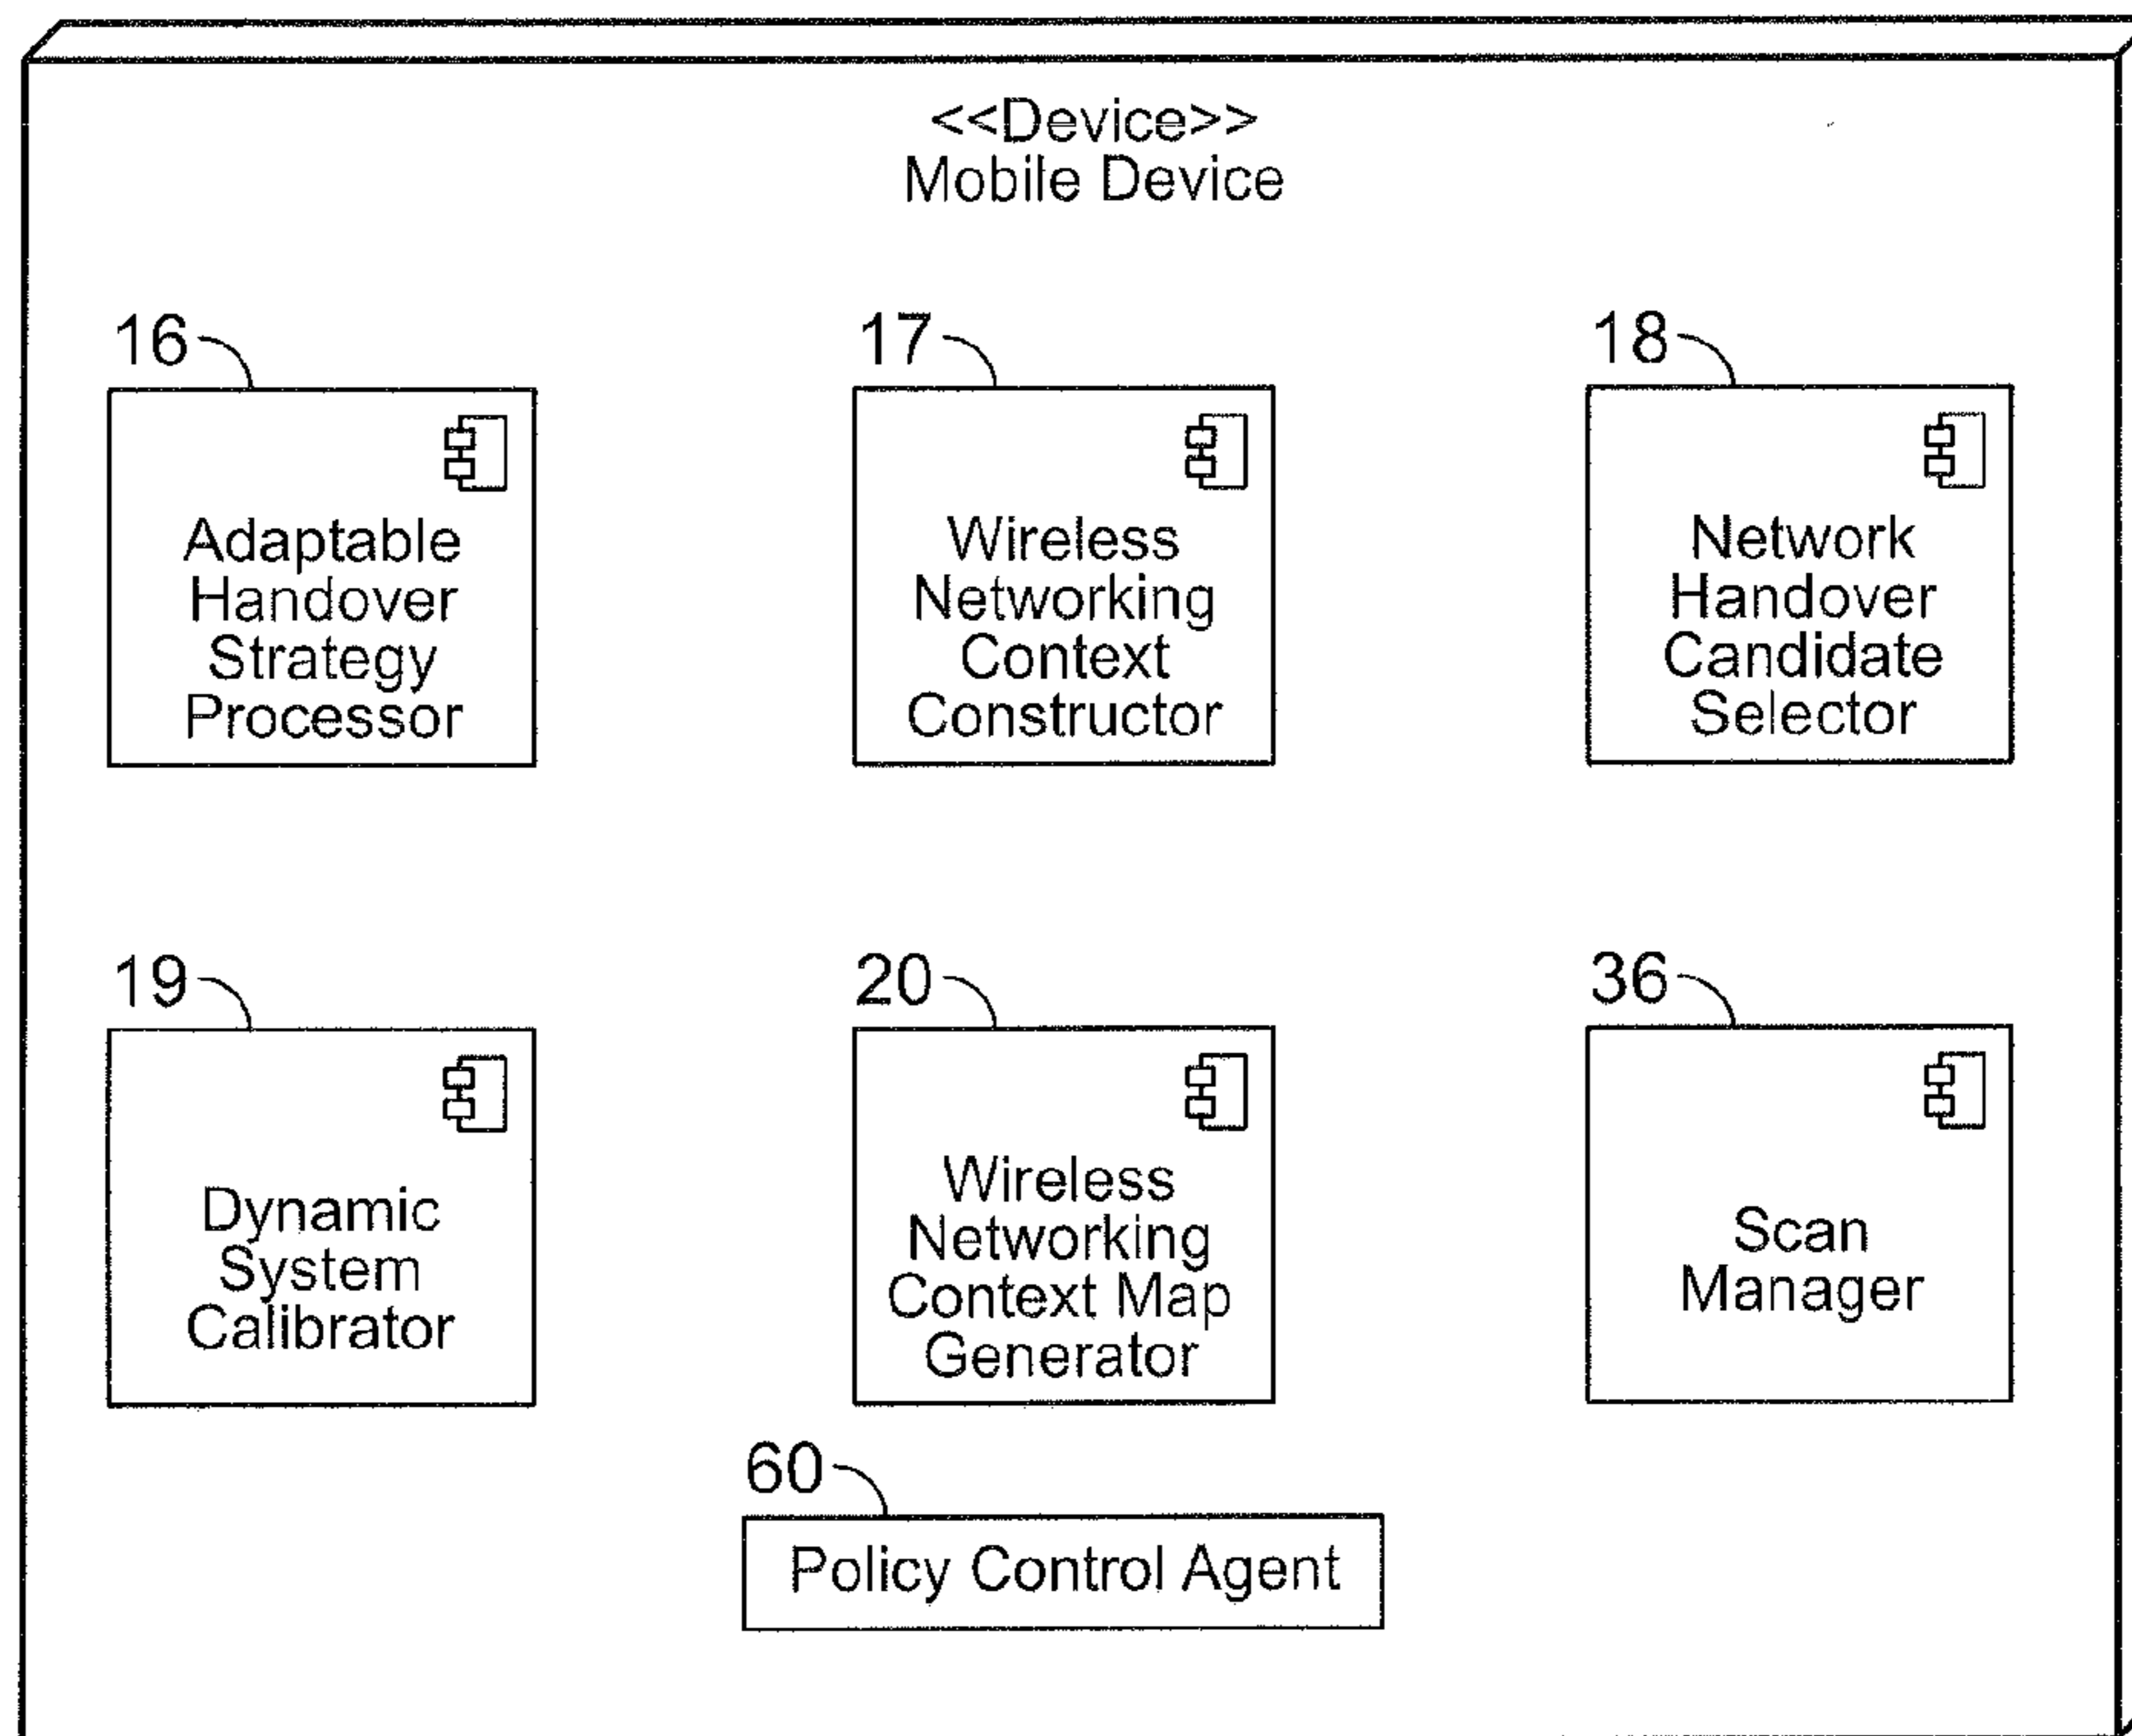 <<Device>>
Mobile Device
16
17
18
Adaptable
Handover
Strategy
Processor
Wireless
Networking
Context
Constructor
Network
Handover
Candidate
Selector
19
20
36
Dynamic
System
Calibrator
Wireless
Networking
Context Map
Generator
Scan
Manager
60
Policy Control Agent